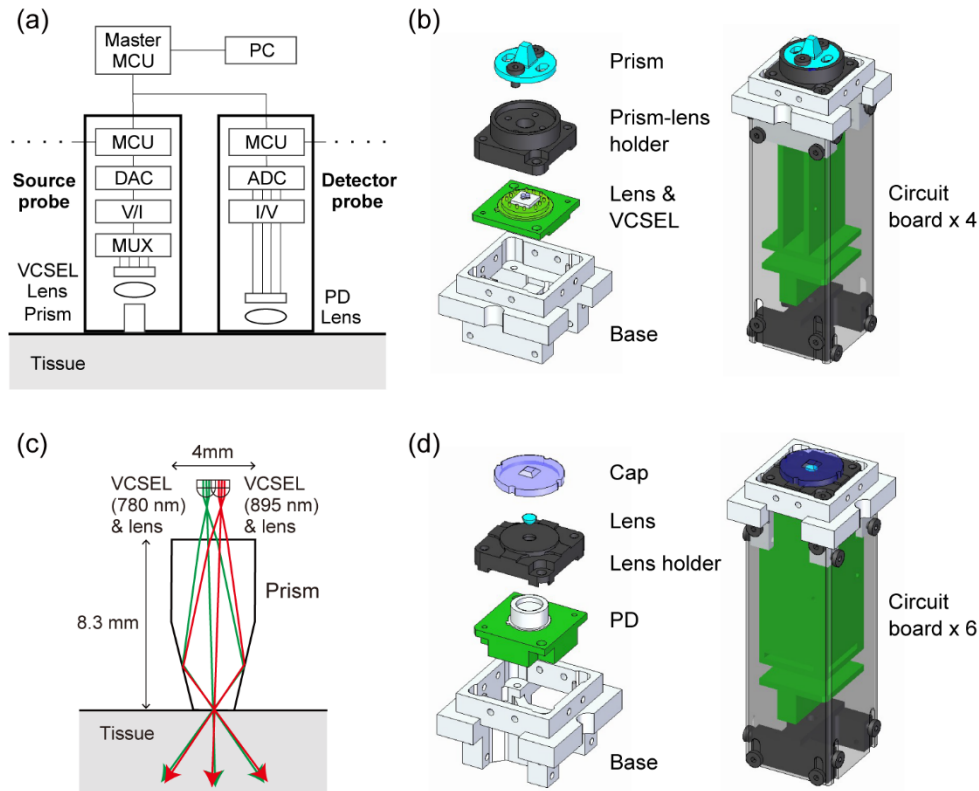 (a)
Master
MCU
PC
MCU
DAC
V/I
MUX
Source
probe
VCSEL
Lens
Prism
MCU
ADC
I/V
Detector
probe
PD
Lens
Tissue
(b)
Prism
Prism-lens
holder
Lens &
VCSEL
Base
Circuit
board x 4
(c)
4mm
VCSEL
(780 nm)
& lens
VCSEL
(895 nm)
& lens
Prism
8.3 mm
Tissue
(d)
Cap
Lens
Lens holder
PD
Base
Circuit
board x 6